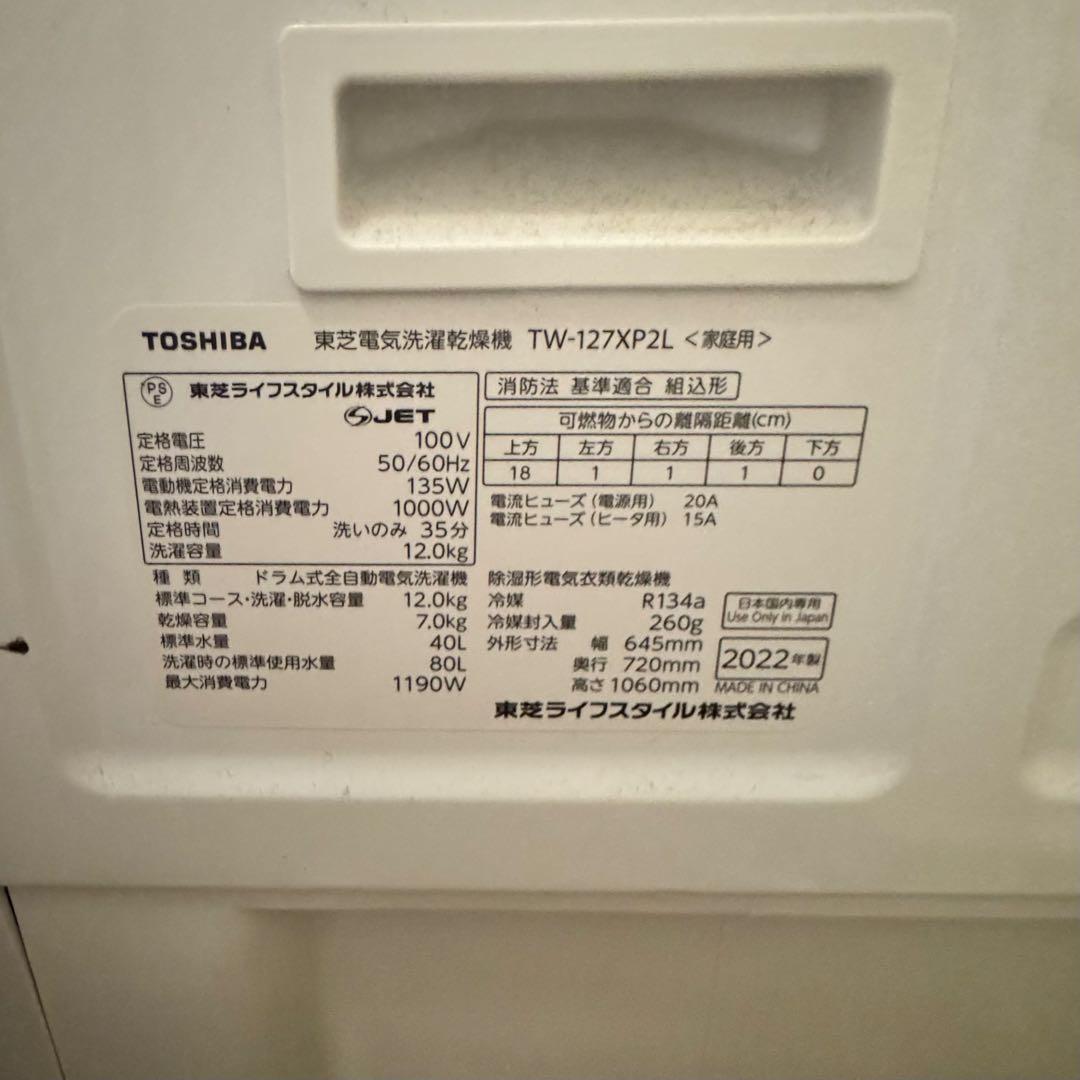 TOSHIBA 東芝電気洗濯乾燥機 TW-127XP2L <家庭用>
PS E 東芝ライフスタイル株式会社
JET
定格電圧 100V
定格周波数 50/60Hz
電動機定格消費電力 135W
電熱装置定格消費電力 1000W
定格時間 洗いのみ 35分
洗濯容量 12.0kg
消防法 基準適合 組込形
可燃物からの離隔距離(cm)
上方 左方 右方 後方 下方
18 1 1 1 0
電流ヒューズ(電源用) 20A
電流ヒューズ(ヒータ用) 15A
種類 ドラム式全自動電気洗濯機
標準コース・洗濯・脱水容量 12.0kg
乾燥容量 7.0kg
標準水量 40L
洗濯時の標準使用水量 80L
最大消費電力 1190W
除湿形電気衣類乾燥機
冷媒 R134a
冷媒封入量 260g
外形寸法 幅 645mm
奥行 720mm
高さ 1060mm
日本国内専用
Use Only in Japan
2022年製
MADE IN CHINA
東芝ライフスタイル株式会社